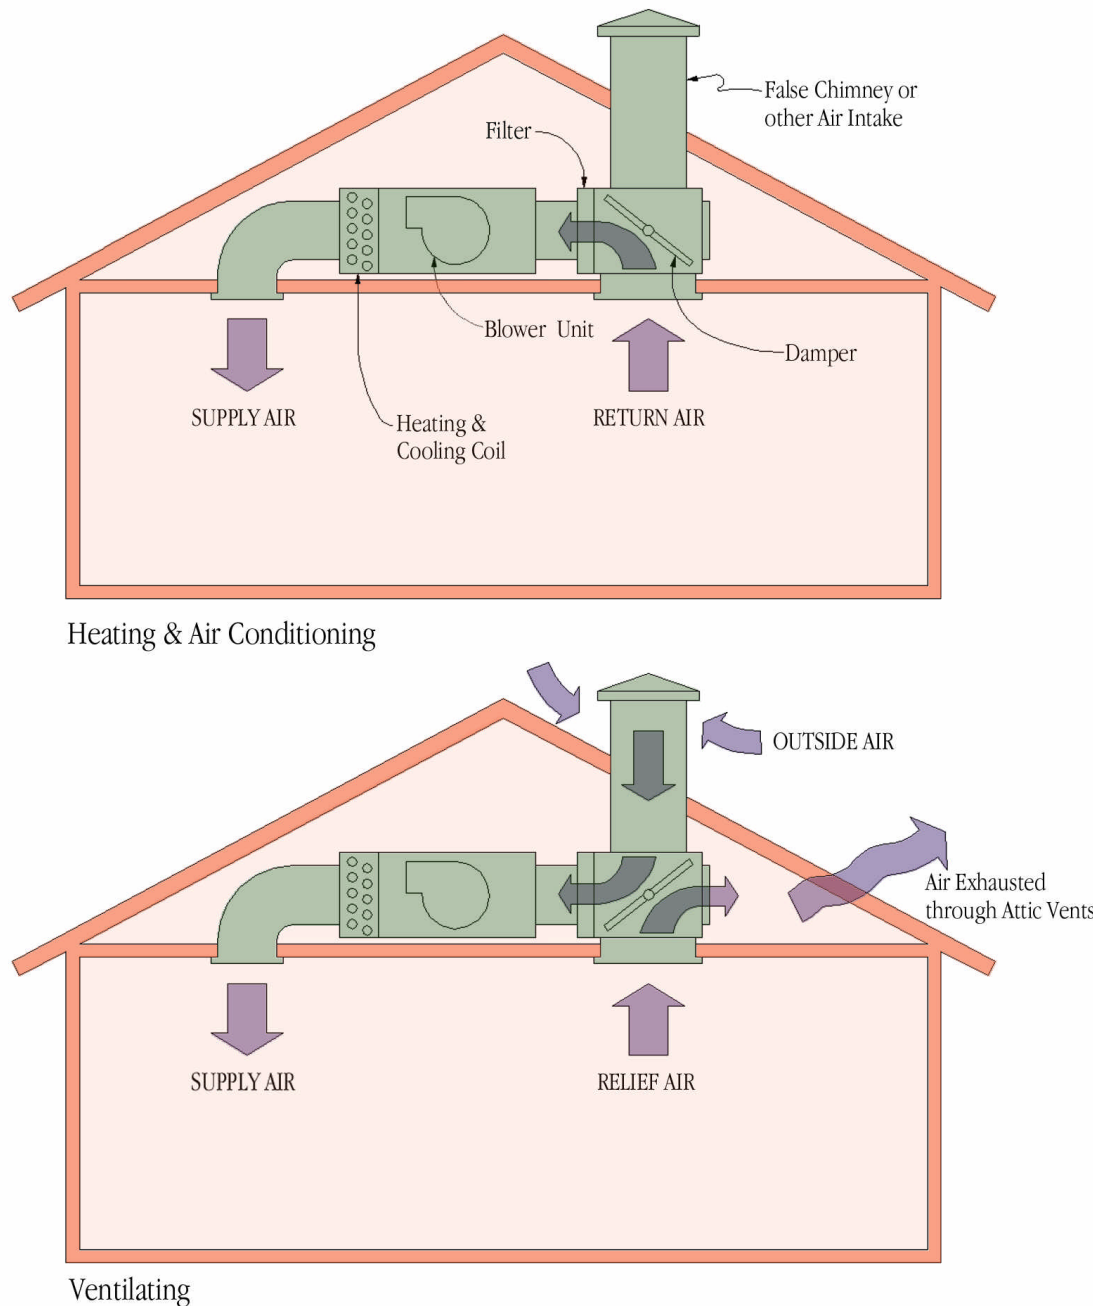 False Chimney or
other Air Intake
Filter
Blower Unit
Damper
SUPPLY AIR
Heating &
Cooling Coil
RETURN AIR
Heating & Air Conditioning
OUTSIDE AIR
Air Exhausted
through Attic Vents
SUPPLY AIR
RELIEF AIR
Ventilating